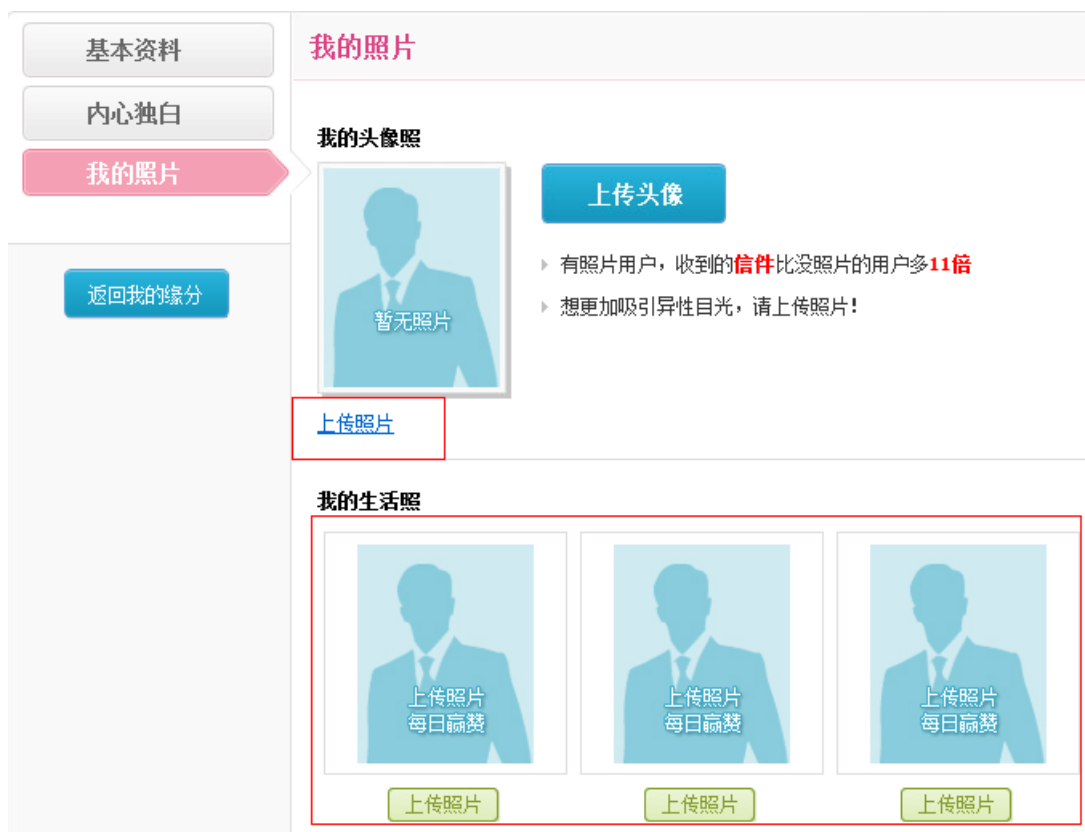 基本资料
内心独白
我的照片
返回我的缘分
我的照片
我的头像照
暂无照片
上传头像
有照片用户，收到的信件比没照片的用户多11倍
想更加吸引异性目光，请上传照片！
上传照片
我的生活照
上传照片
每日赢赞
上传照片
上传照片
每日赢赞
上传照片
上传照片
每日赢赞
上传照片